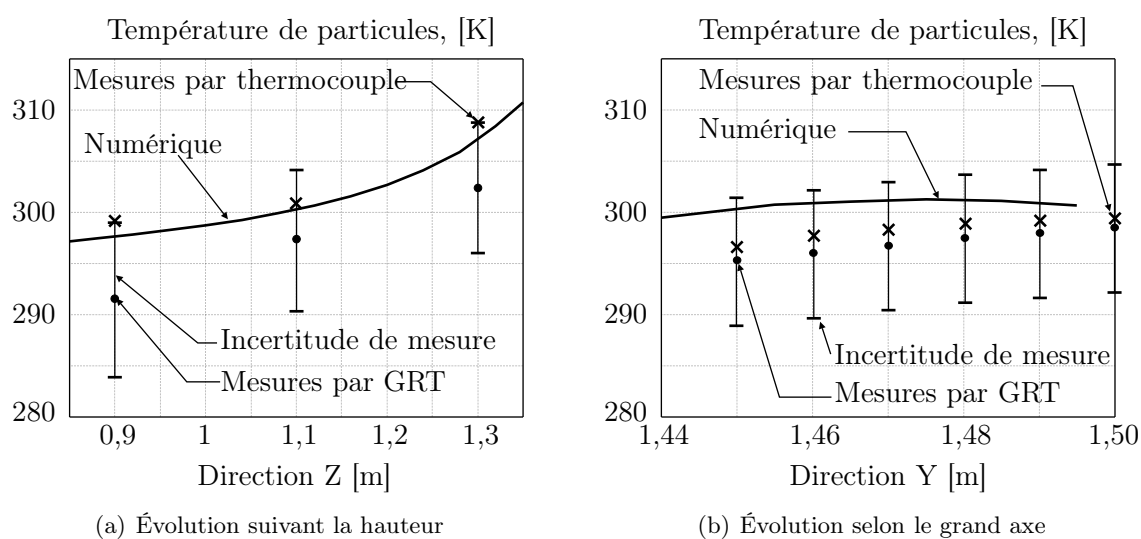 Température de particules, [K]
Mesures par thermocouple
310
Numérique
300
290
Incertitude de mesure
Mesures par GRT
280
0,9 1 1,1 1,2 1,3
Direction Z [m]
(a) Évolution suivant la hauteur
Température de particules, [K]
Mesures par thermocouple
310
Numérique
300
290
Incertitude de mesure
Mesures par GRT
280
1,44 1,46 1,48 1,50
Direction Y [m]
(b) Évolution selon le grand axe